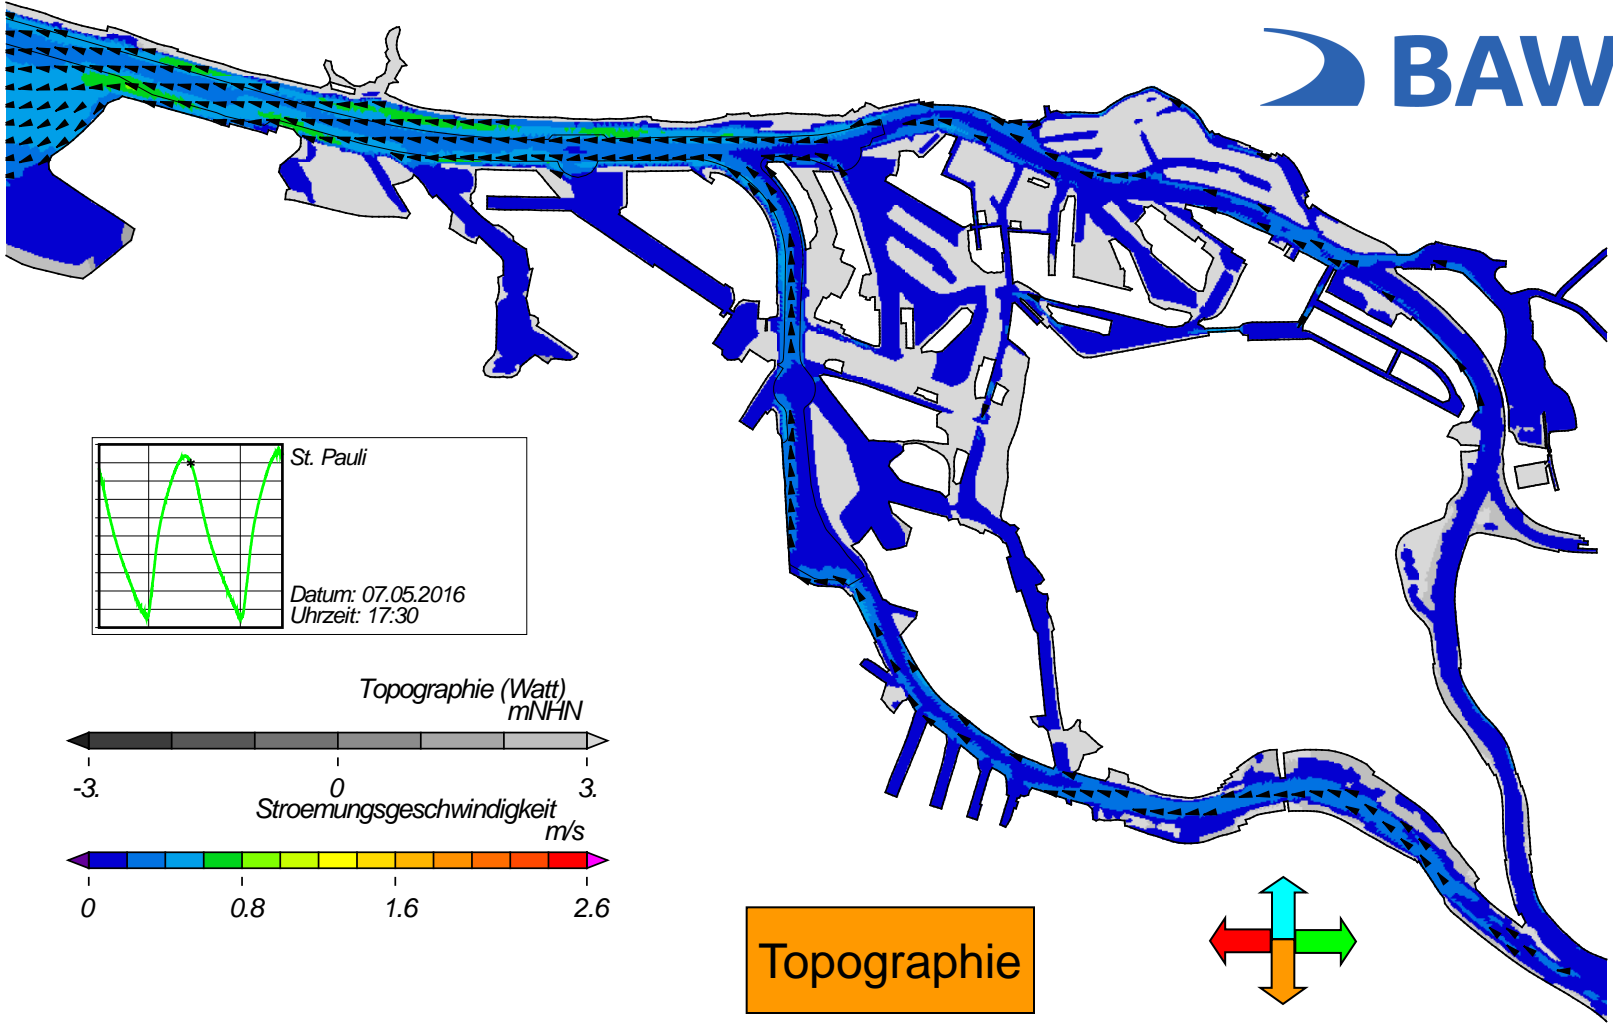 BAW
St. Pauli
Datum: 07.05.2016
Uhrzeit: 17:30
Topographie (Watt)
mNHN
-3. 0 3.
Stroemungsgeschwindigkeit
m/s
0 0.8 1.6 2.6
Topographie